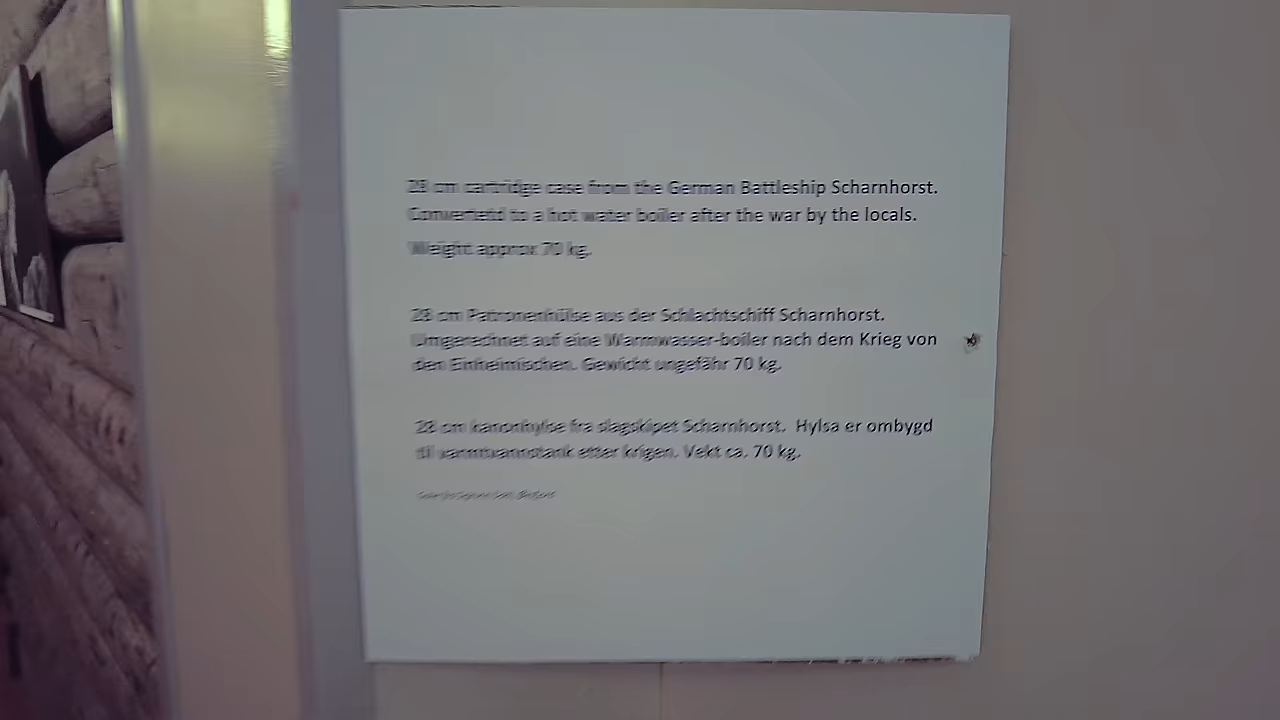 28 cm cartridge case from the German Battleship Scharnhorst.
Convertetd to a hot water boiler after the war by the locals.
Weight approx 70 kg.
28 cm Patronenhülse aus der Schlachtschiff Scharnhorst.
Umgerechnet auf eine Warmwasser-boiler nach dem Krieg von
den Einheimischen. Gewicht ungefähr 70 kg.
28 cm kanonhylse fra slagskipet Scharnhorst. Hylsa er ombygd
til varmtvannstank etter krigen. Vekt ca. 70 kg.